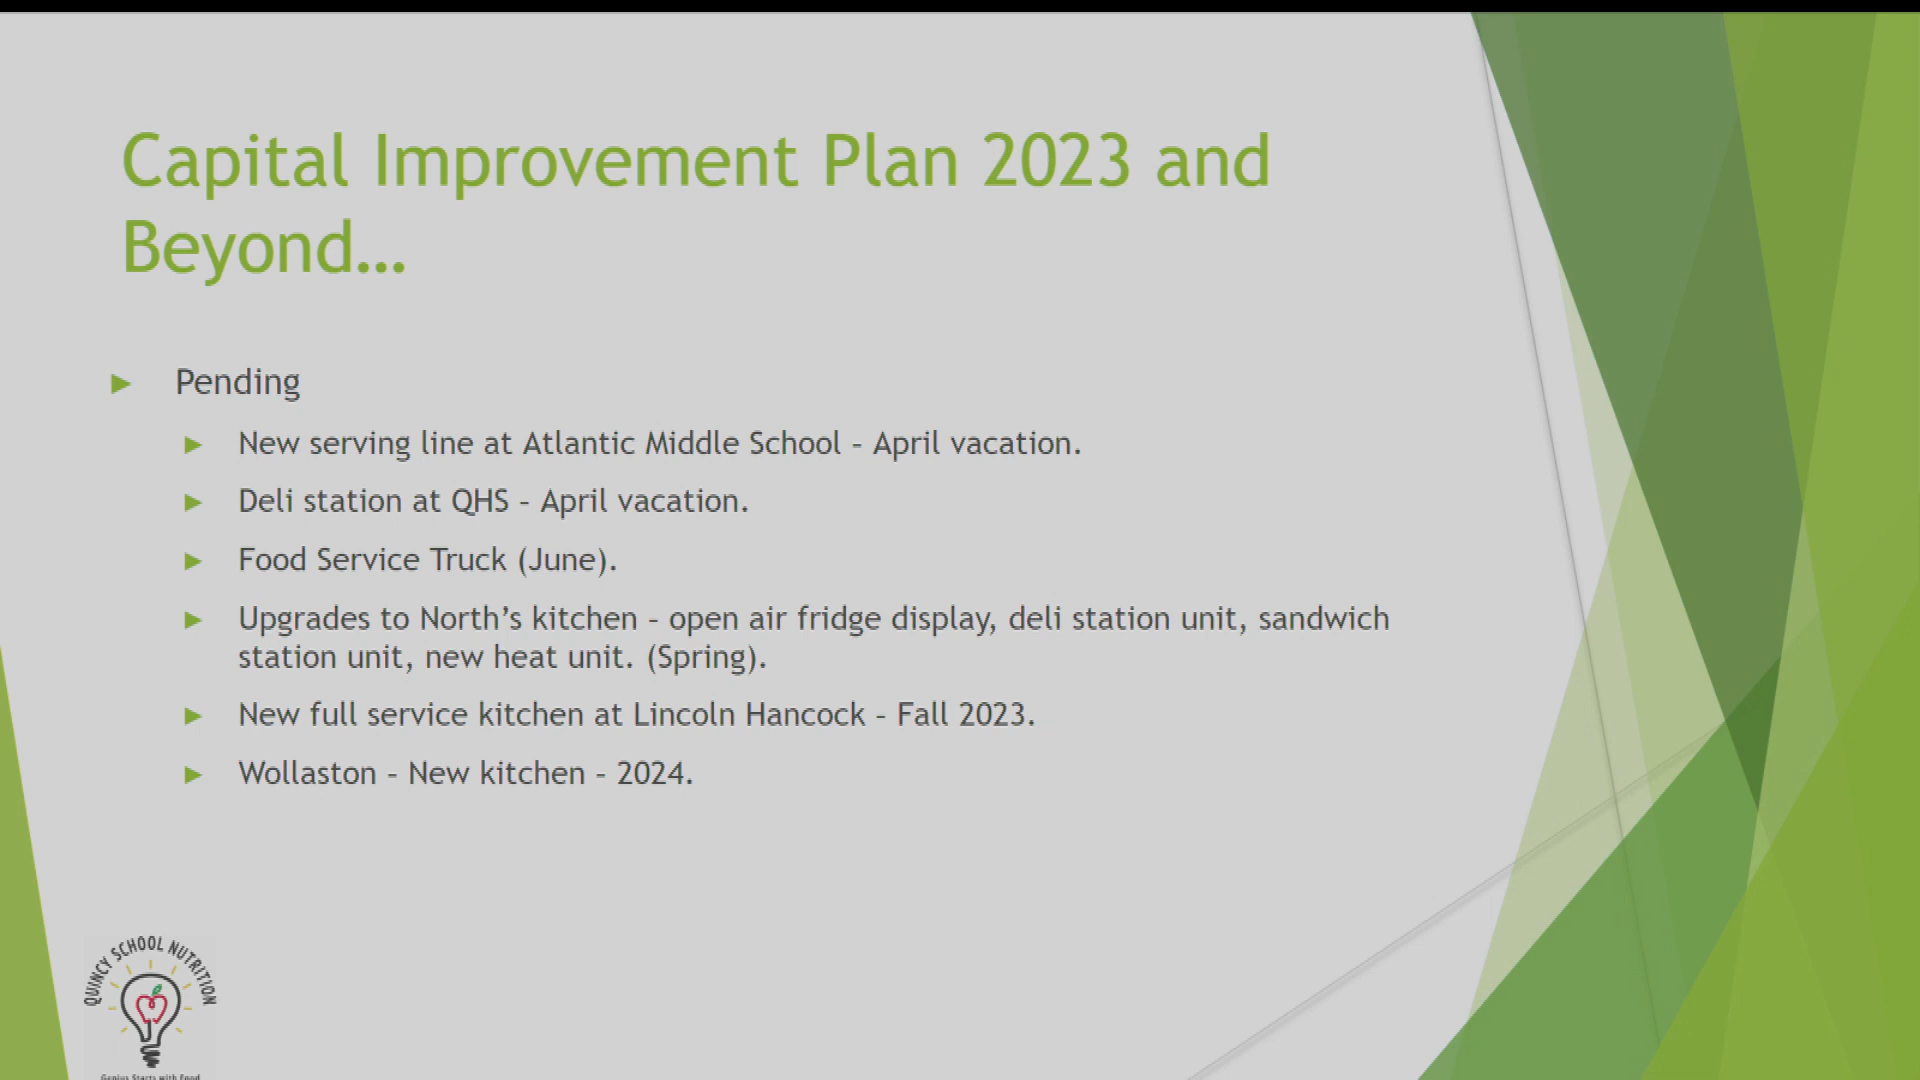 Capital Improvement Plan 2023 and
Beyond…
Pending
New serving line at Atlantic Middle School – April vacation.
Deli station at QHS – April vacation.
Food Service Truck (June).
Upgrades to North’s kitchen – open air fridge display, deli station unit, sandwich
station unit, new heat unit. (Spring).
New full service kitchen at Lincoln Hancock – Fall 2023.
Wollaston – New kitchen – 2024.
QUINCY SCHOOL NUTRITION
Genius Starts with Food